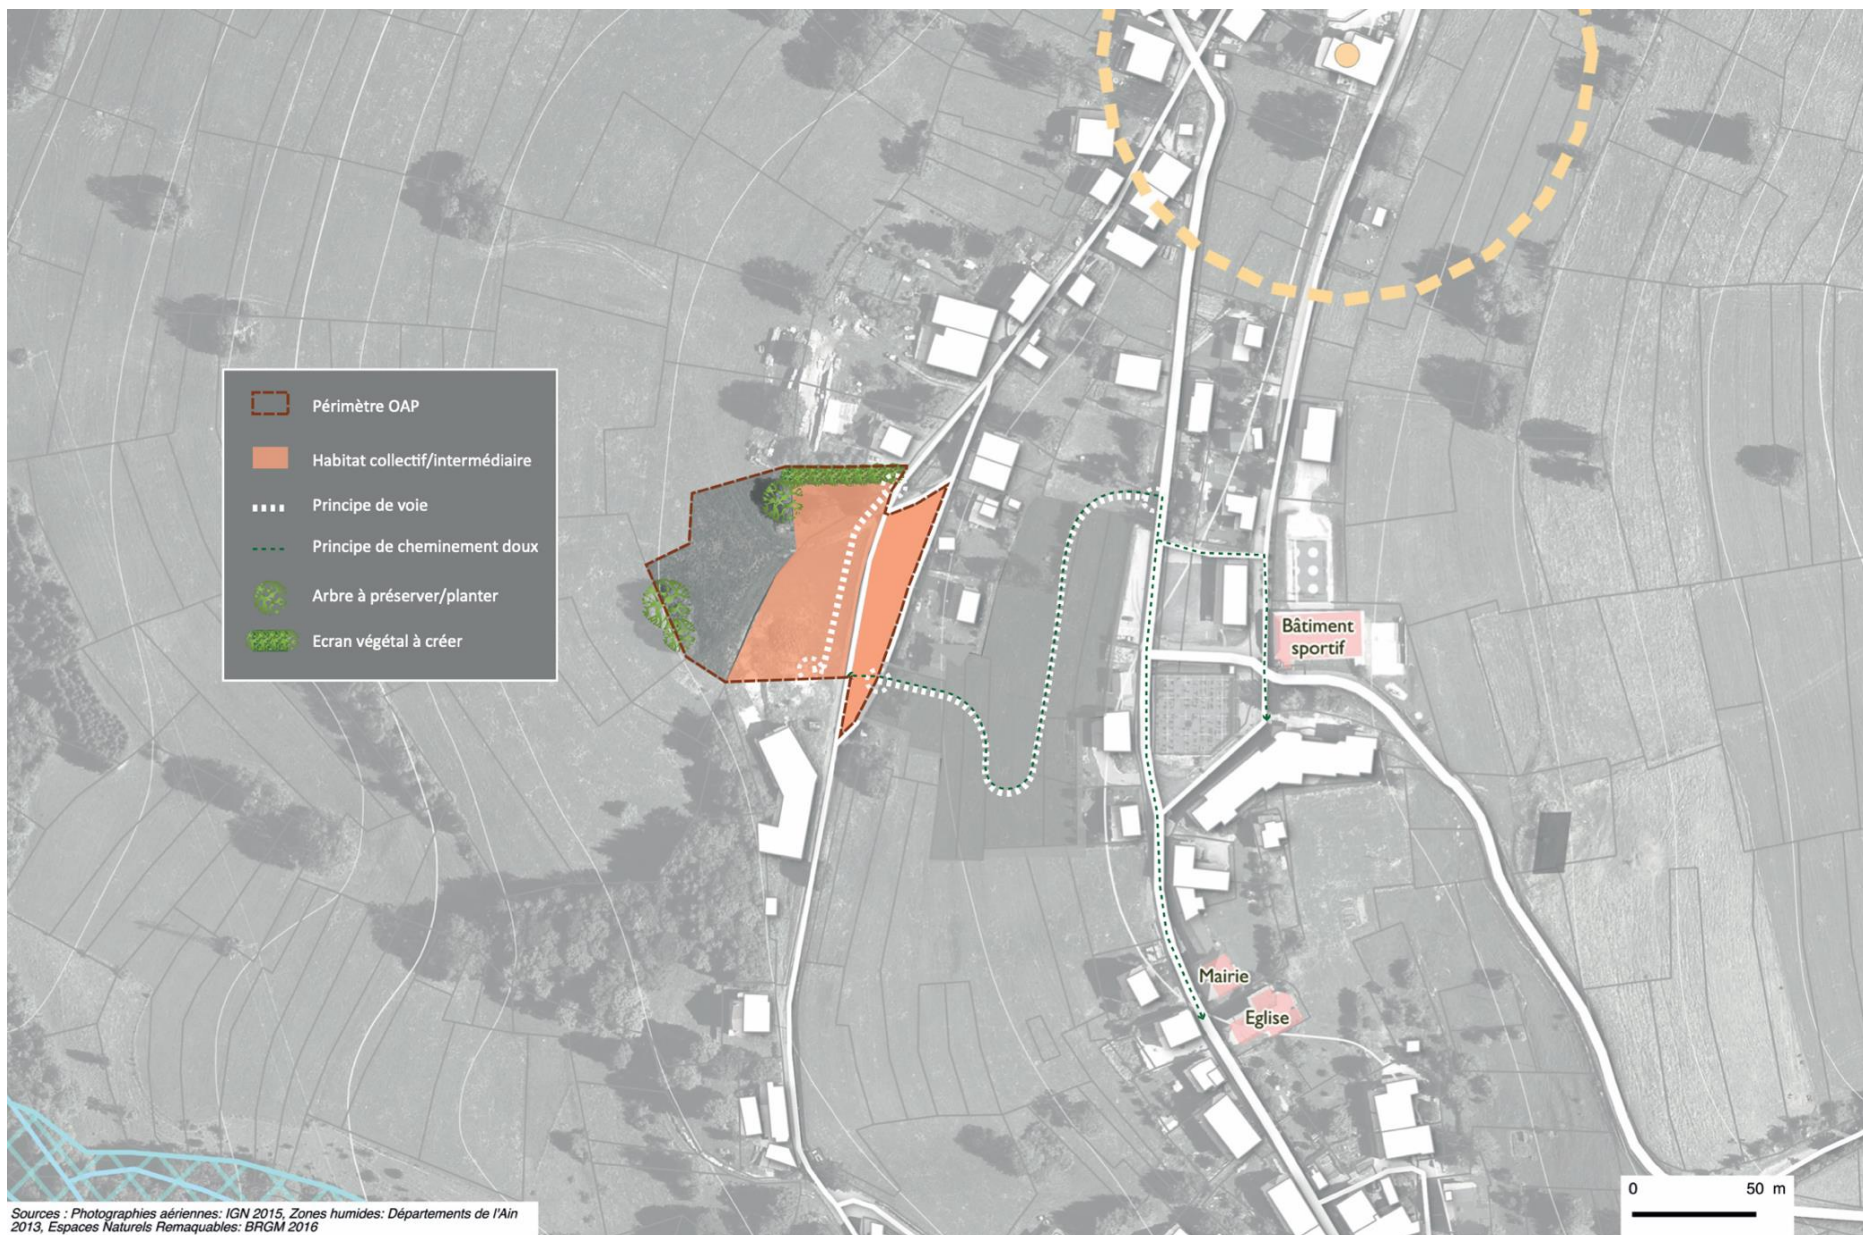 Périmètre OAP
Habitat collectif/intermédiaire
Principe de voie
Principe de cheminement doux
Arbre à préserver/planter
Ecran végétal à créer
Bâtiment
sportif
Mairie
Eglise
0 50 m
Sources : Photographies aériennes: IGN 2015, Zones humides: Départements de l'Ain
2013, Espaces Naturels Remaquables: BRGM 2016